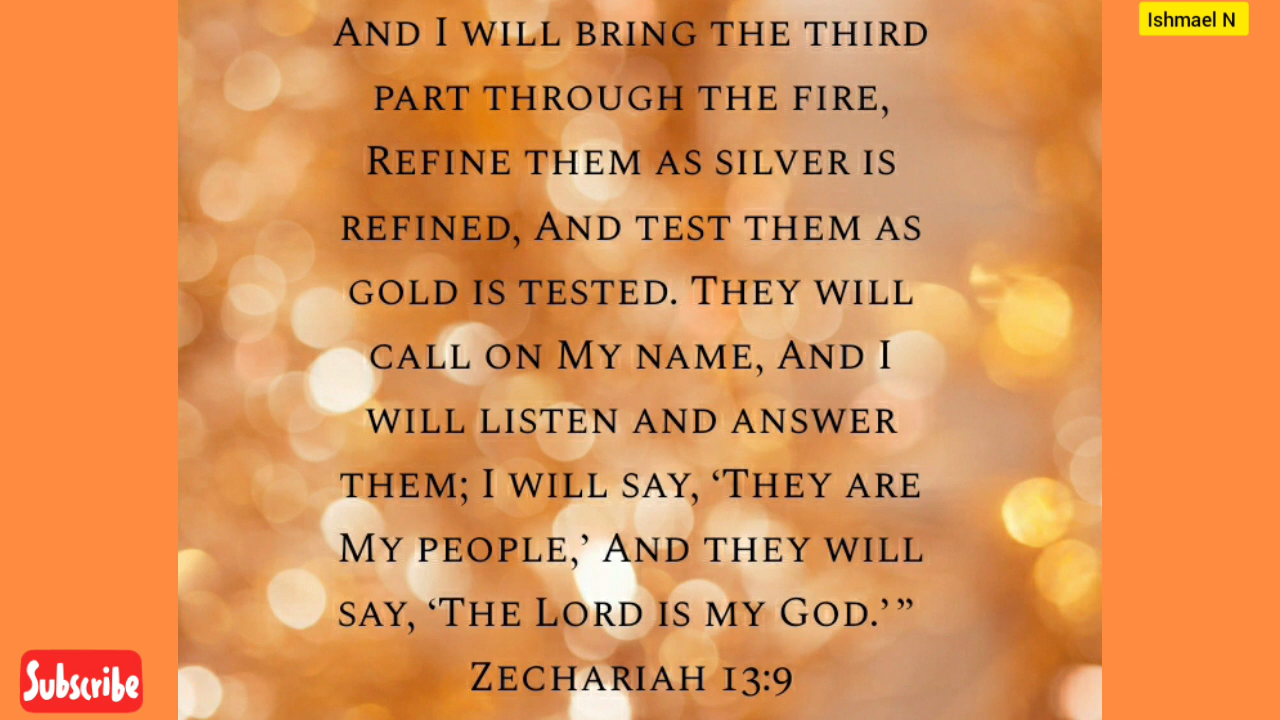 Ishmael N
And I will bring the third
part through the fire,
Refine them as silver is
refined, And test them as
gold is tested. They will
call on My name, And I
will listen and answer
them; I will say, ‘They are
My people,’ And they will
say, ‘The Lord is my God.’ ”
Zechariah 13:9
Subscribe